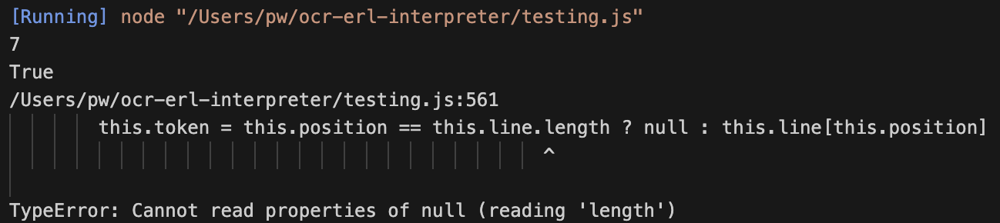 [Running] node "/Users/pw/ocr-erl-interpreter/testing.js"
7
True
/Users/pw/ocr-erl-interpreter/testing.js:561
this.token = this.position == this.line.length ? null : this.line[this.position]
^
TypeError: Cannot read properties of null (reading 'length')